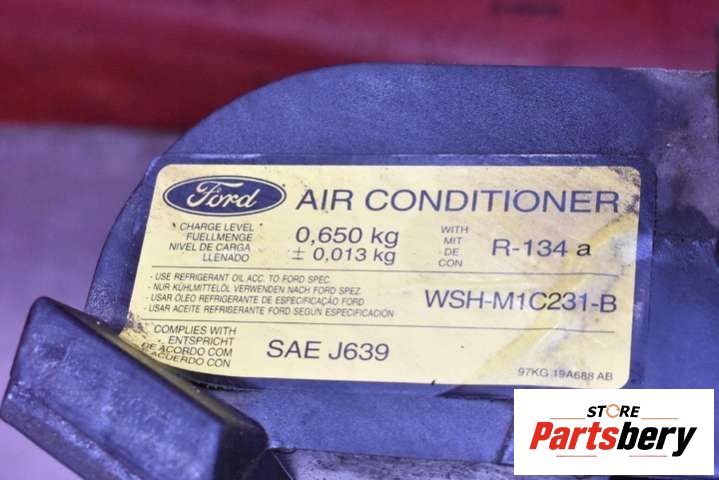 Ford AIR CONDITIONER
CHARGE LEVEL
FUELLMENGE
NIVEL DE CARGA
LLENADO
0,650 kg
± 0,013 kg
WITH
MIT
DE
CON
R-134 a
- USE REFRIGERANT OIL ACC. TO FORD SPEC.
- NUR KÜHLMITTELÖL VERWENDEN NACH FORD SPEZ.
- USAR ÓLEO REFRIGERANTE DE ESPECIFICAÇÃO FORD
- USAR ACEITE REFRIGERANTE FORD SEGUN ESPECIFICACIÓN
WSH-M1C231-B
COMPLIES WITH
ENTSPRICHT
DE ACORDO COM
ACUERDO CON
SAE J639
97KG 19A688 AB
STORE
Partsbery